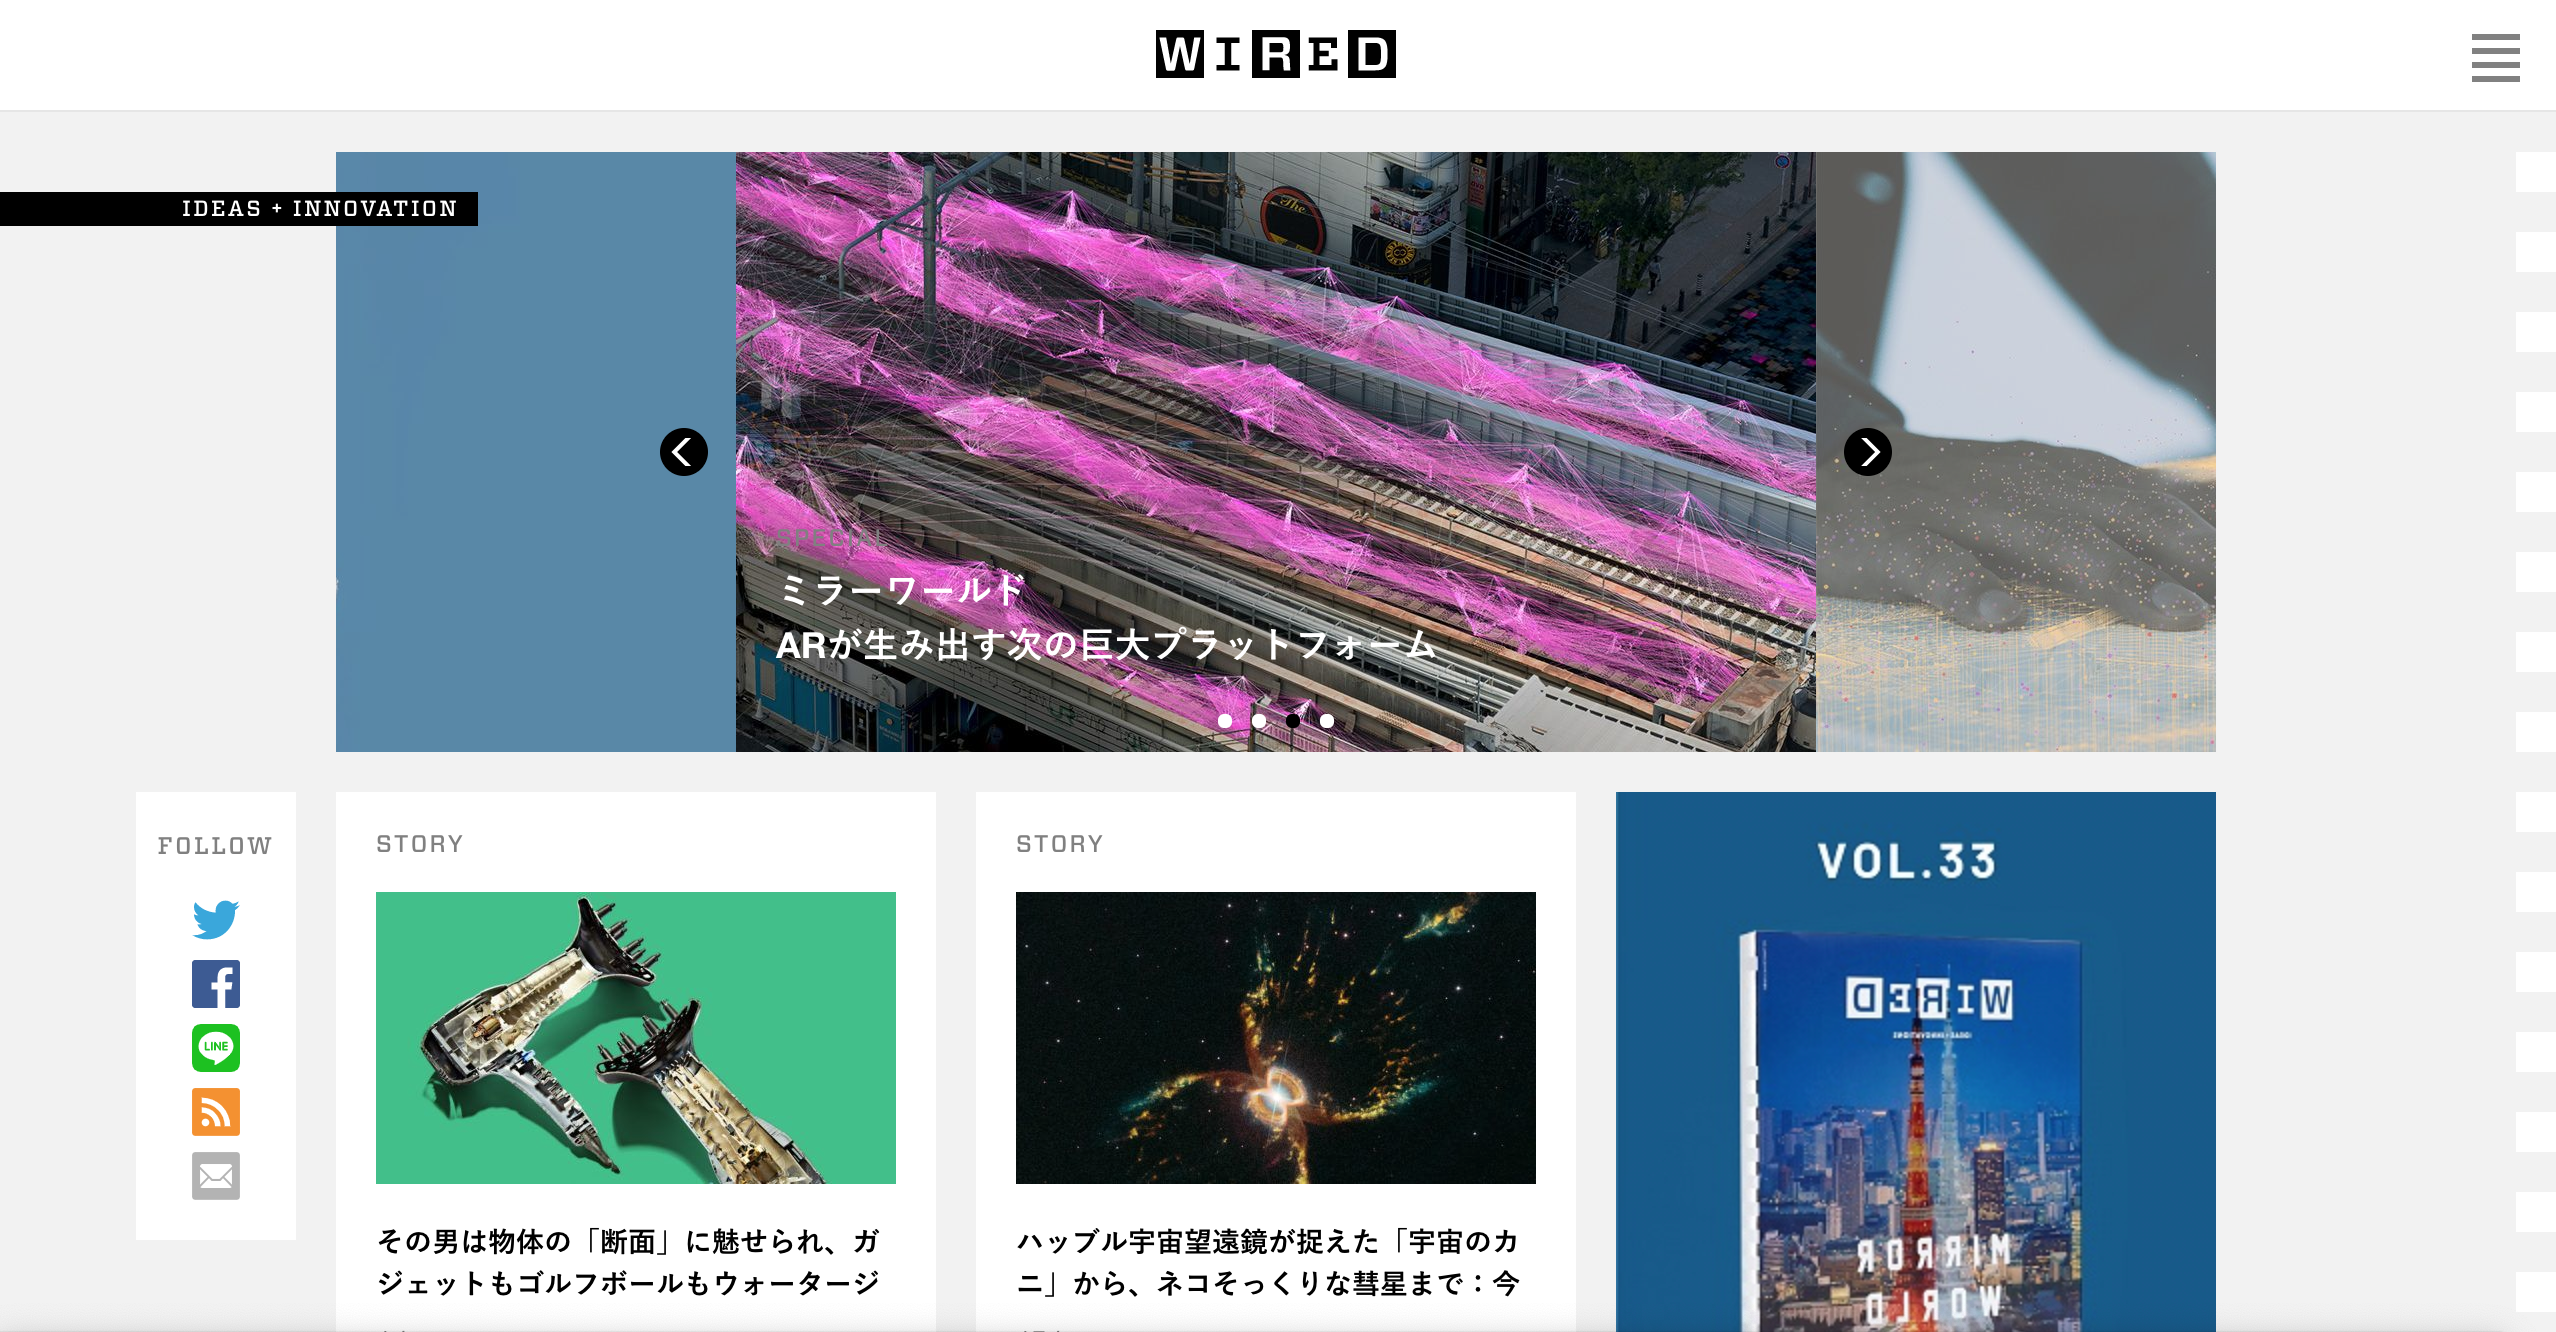 WIRED
IDEAS + INNOVATION
The
SPECIAL
ミラーワールド
ARが生み出す次の巨大プラットフォーム
FOLLOW
LINE
STORY
その男は物体の「断面」に魅せられ、ガ
ジェットもゴルフボールもウォータージ
STORY
ハッブル宇宙望遠鏡が捉えた「宇宙のカ
ニ」から、ネコそっくりな彗星まで：今
VOL.33
WIRED
MIRROR
WORLD